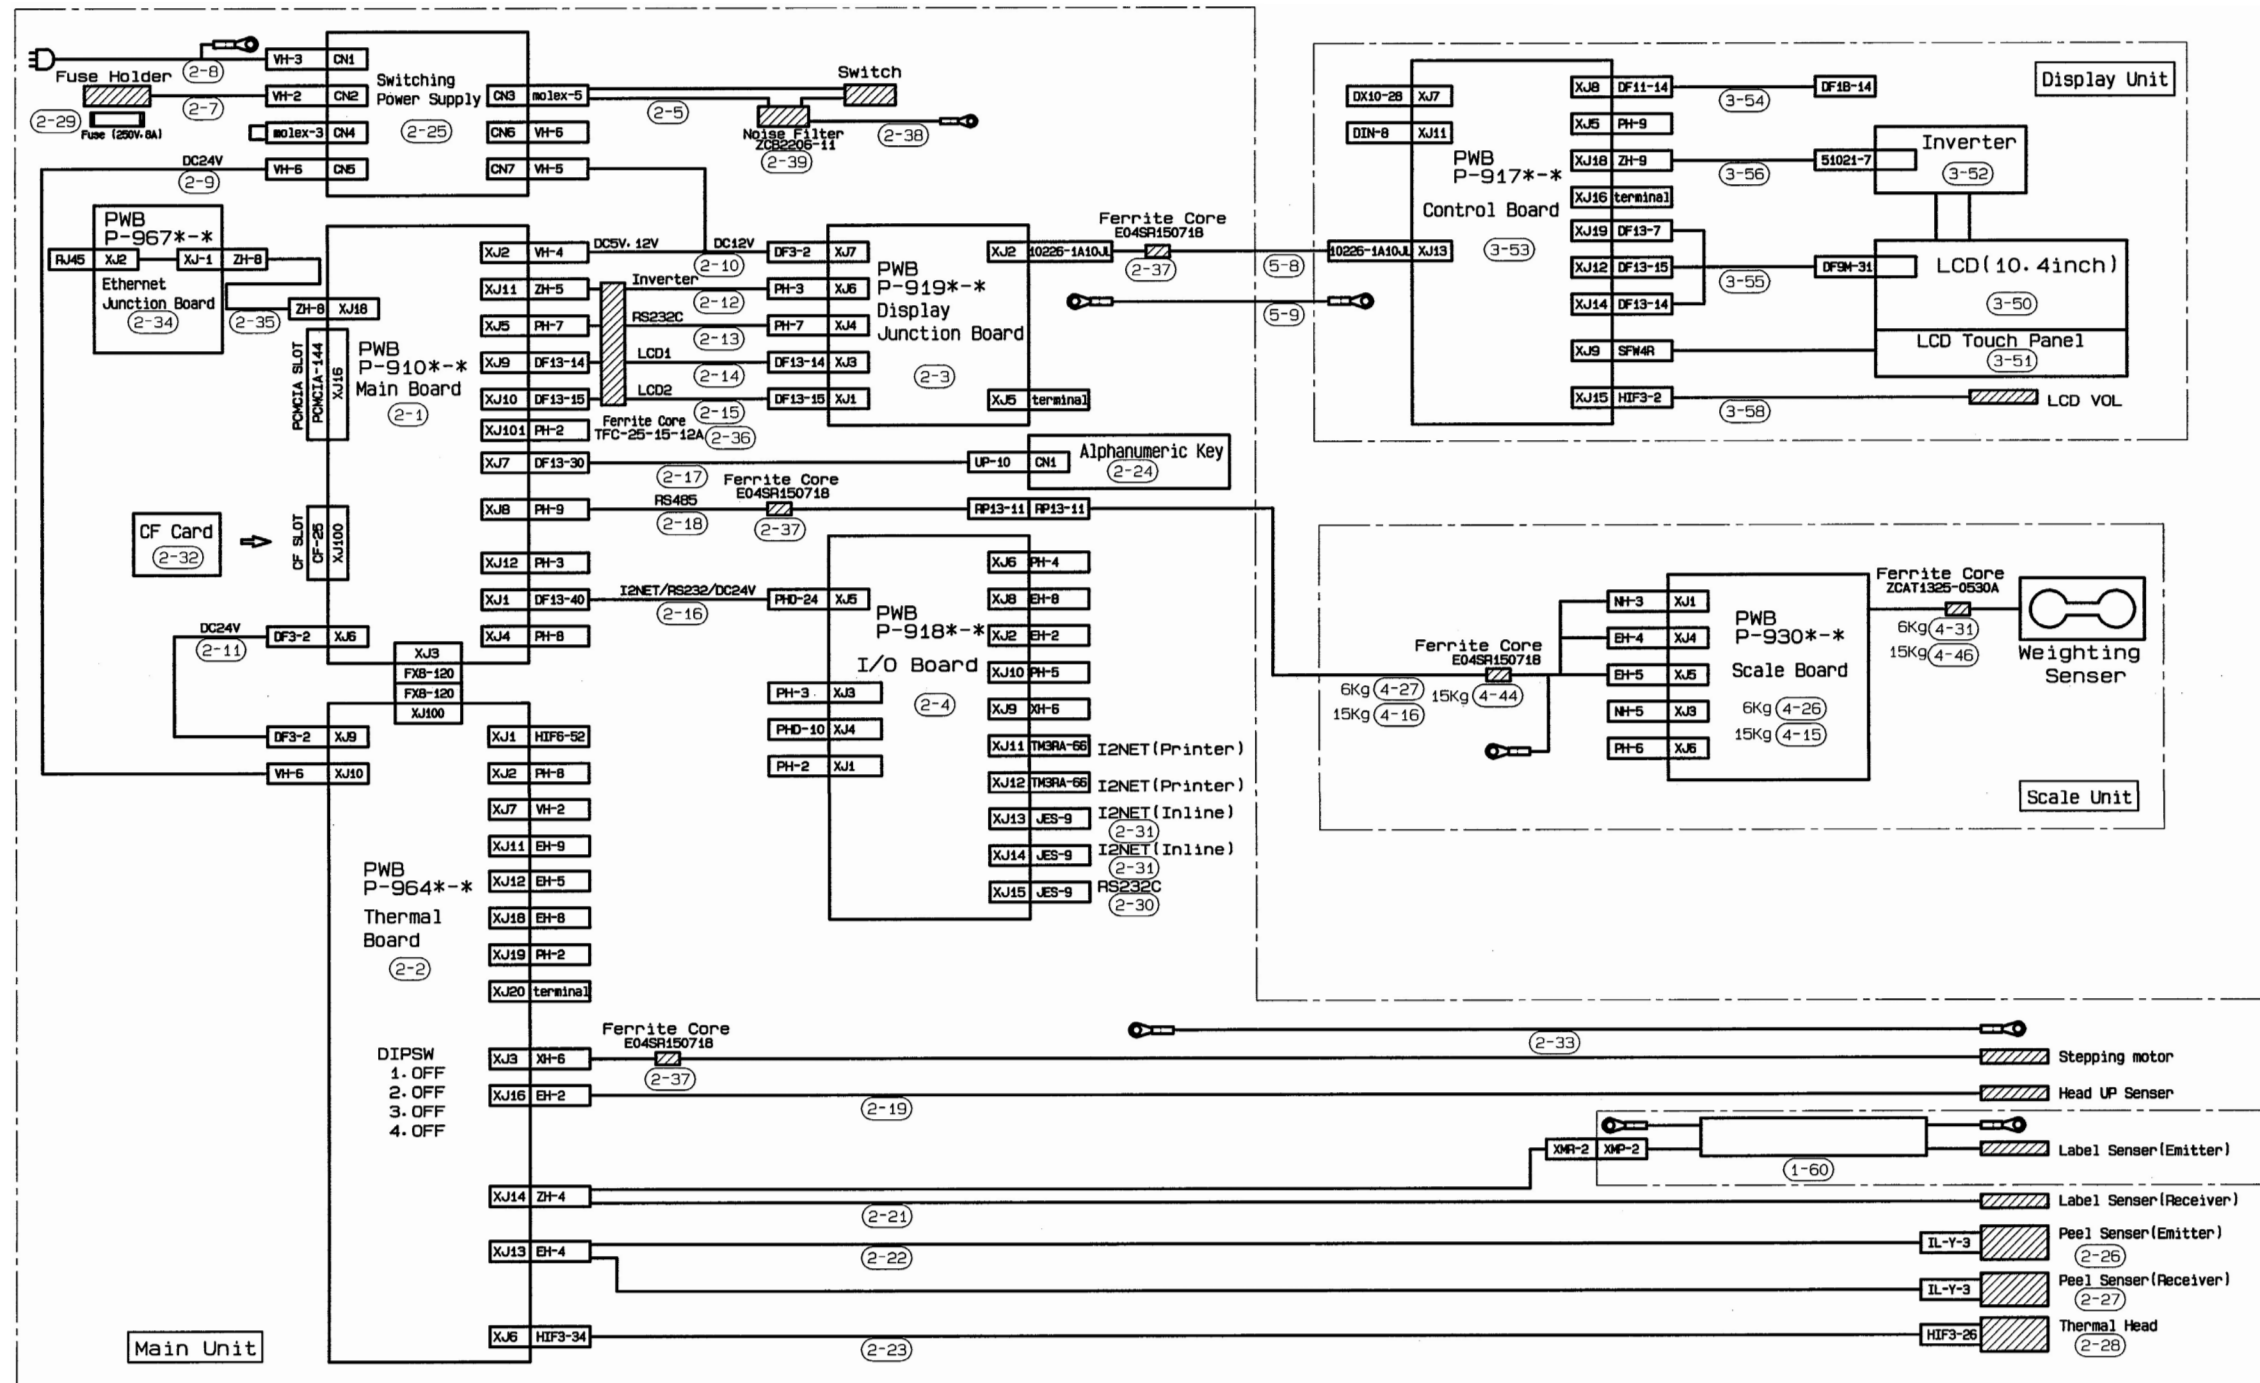 VH-3 CN1
2-8
Fuse Holder
2-29
Fuse (250V.8A)
2-7
VH-2 CN2
Switching
Power Supply
2-25
molex-3 CN4
DC24V
2-9
VH-6 CN5
CN3 molex-5
CN6 VH-6
CN7 VH-5
2-5
Switch
Noise Filter
ZCB2206-11
2-39
2-38
PWB
P-967*-*
RJ45 XJ2 XJ-1 ZH-8
Ethernet
Junction Board
2-34
2-35
ZH-8 XJ18
PCMCIA SLOT
PCMCIA-144
XJ16
PWB
P-910*-*
Main Board
2-1
CF Card
2-32
CF SLOT
CF-25
XJ100
DC24V
2-11
DF3-2 XJ6
XJ3
FX8-120
FX8-120
XJ100
XJ2 VH-4
DC5V.12V
DC12V
2-10
XJ11 ZH-5
Inverter
2-12
XJ5 PH-7
RS232C
2-13
XJ9 DF13-14
LCD1
2-14
XJ10 DF13-15
LCD2
2-15
Ferrite Core
TFC-25-15-12A
2-36
XJ101 PH-2
XJ7 DF13-30
2-17
XJ8 PH-9
RS485
2-18
Ferrite Core
E04SR150718
2-37
XJ12 PH-3
XJ1 DF13-40
I2NET/RS232/DC24V
2-16
XJ4 PH-8
DF3-2 XJ7
PH-3 XJ6
PH-7 XJ4
DF13-14 XJ3
DF13-15 XJ1
PWB
P-919*-*
Display
Junction Board
2-3
XJ2 10226-1A10JL
XJ5 terminal
Ferrite Core
E04SR150718
2-37
5-8
5-9
UP-10 CN1
Alphanumeric Key
2-24
RP13-11 RP13-11
PHD-24 XJ5
PWB
P-918*-*
I/O Board
2-4
PH-3 XJ3
PHD-10 XJ4
PH-2 XJ1
XJ6 PH-4
XJ8 EH-8
XJ2 EH-2
XJ10 PH-5
XJ9 XH-6
XJ11 TM3RA-66 I2NET(Printer)
XJ12 TM3RA-66 I2NET(Printer)
XJ13 JES-9 I2NET(Inline)
2-31
XJ14 JES-9 I2NET(Inline)
2-31
XJ15 JES-9 RS232C
2-30
Display Unit
DX10-28 XJ7
DIN-8 XJ11
10226-1A10JL XJ13
PWB
P-917*-*
Control Board
3-53
XJ8 DF11-14
3-54
DF1B-14
XJ5 PH-9
XJ18 ZH-9
3-56
51021-7
Inverter
3-52
XJ16 terminal
XJ19 DF13-7
XJ12 DF13-15
3-55
DF9M-31
LCD(10.4inch)
3-50
XJ14 DF13-14
XJ9 SFW4R
LCD Touch Panel
3-51
XJ15 HIF3-2
3-58
LCD VOL
Ferrite Core
E04SR150718
6Kg 4-27
15Kg 4-16
15Kg 4-44
NH-3 XJ1
EH-4 XJ4
EH-5 XJ5
NH-5 XJ3
PH-6 XJ6
PWB
P-930*-*
Scale Board
6Kg 4-26
15Kg 4-15
Ferrite Core
ZCAT1325-0530A
6Kg 4-31
15Kg 4-46
Weighting
Senser
Scale Unit
DF3-2 XJ9
VH-6 XJ10
PWB
P-964*-*
Thermal
Board
2-2
DIPSW
1.OFF
2.OFF
3.OFF
4.OFF
XJ1 HIF6-52
XJ2 PH-8
XJ7 VH-2
XJ11 EH-9
XJ12 EH-5
XJ18 EH-8
XJ19 PH-2
XJ20 terminal
2-33
XJ3 XH-6
Ferrite Core
E04SR150718
2-37
Stepping motor
XJ16 EH-2
2-19
Head UP Senser
XMR-2 XMP-2
1-60
Label Senser(Emitter)
XJ14 ZH-4
2-21
Label Senser(Receiver)
XJ13 EH-4
2-22
IL-Y-3
Peel Senser(Emitter)
2-26
IL-Y-3
Peel Senser(Receiver)
2-27
XJ6 HIF3-34
2-23
HIF3-26
Thermal Head
2-28
Main Unit